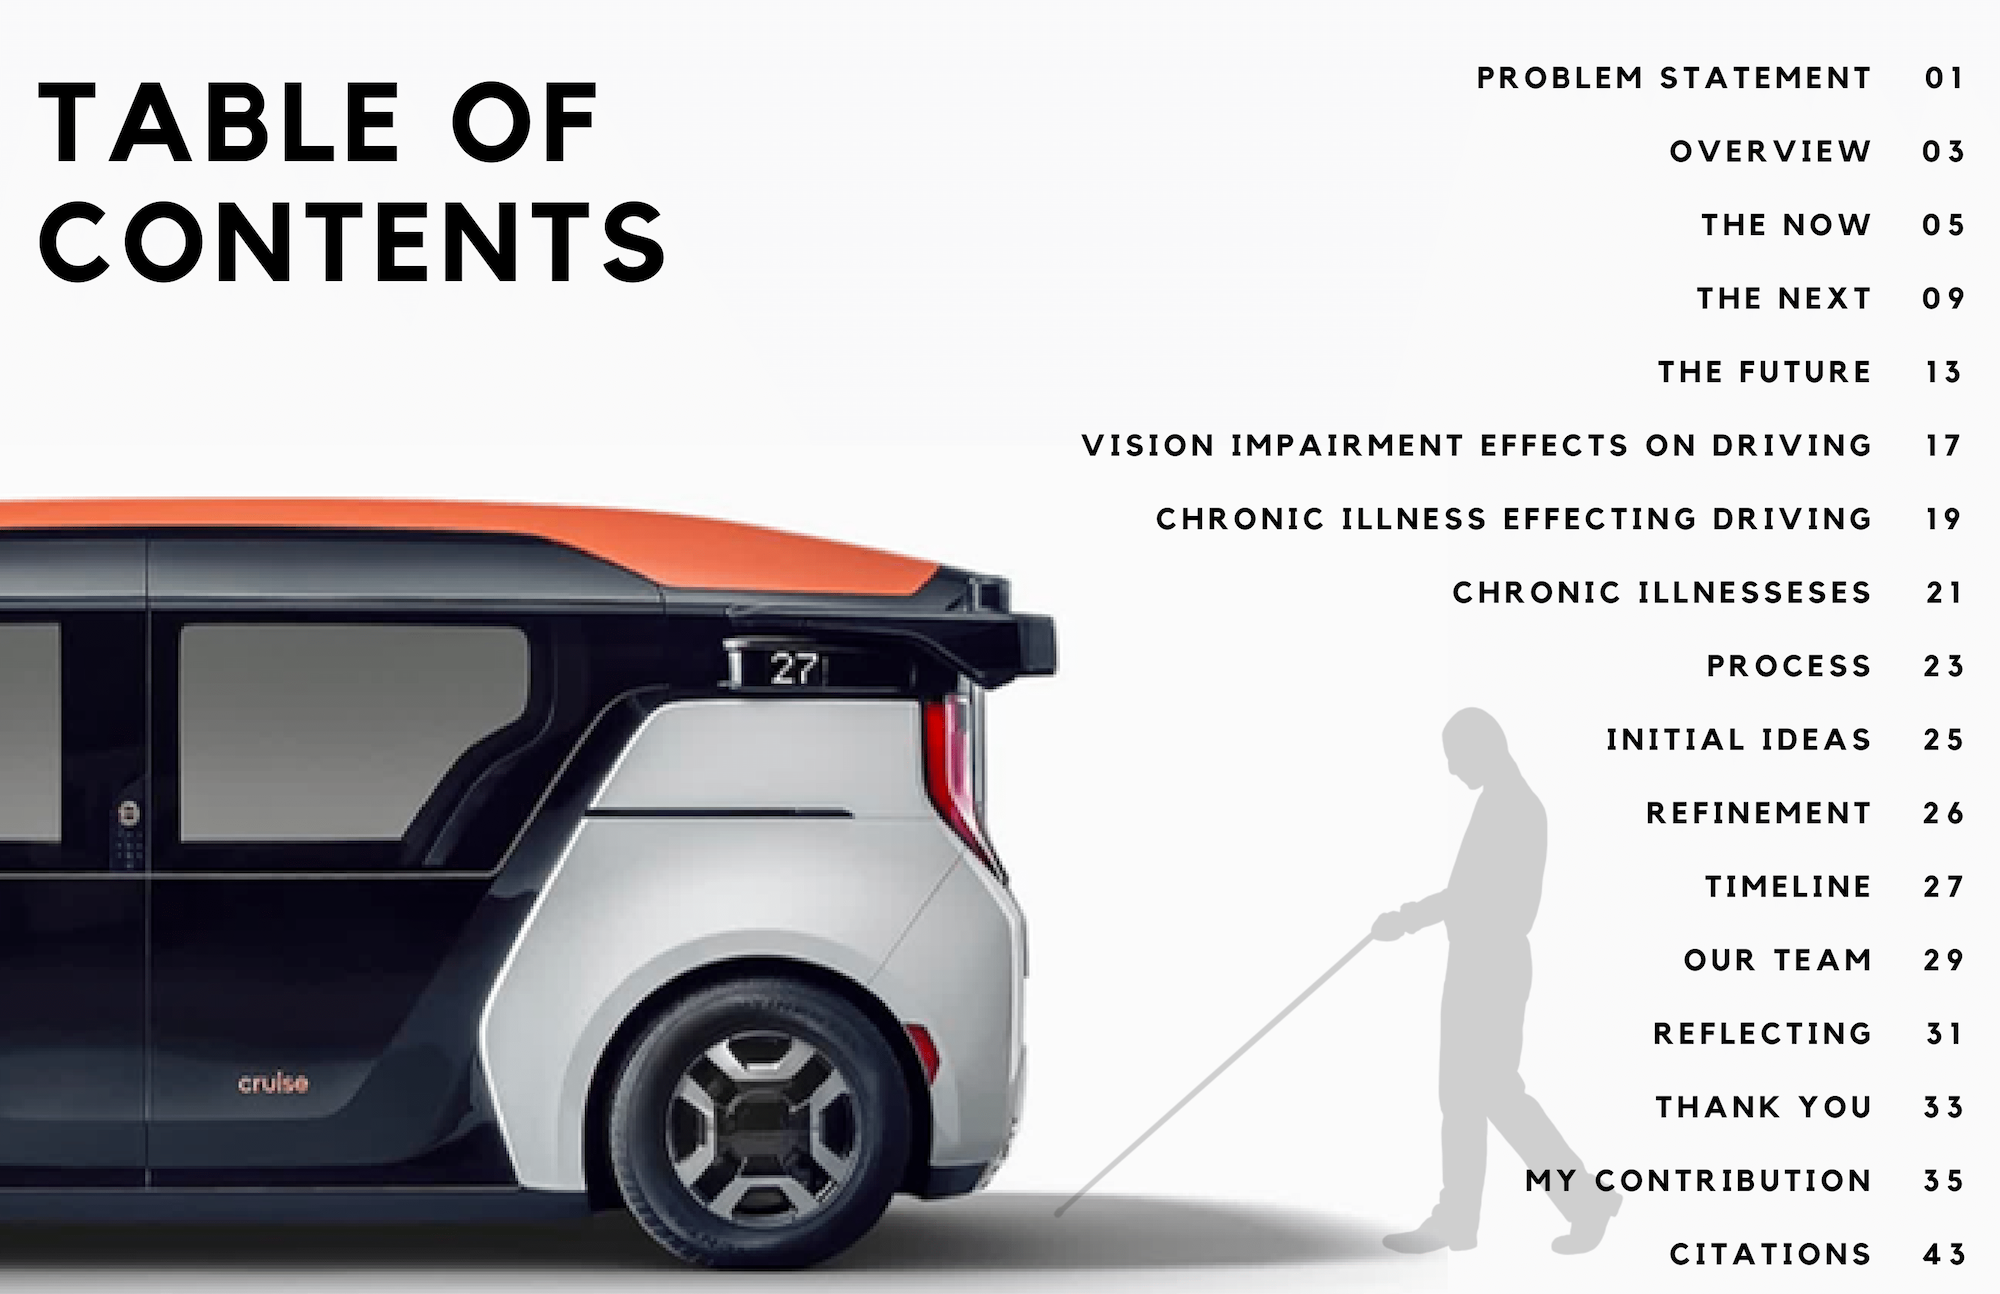 TABLE OF
CONTENTS
PROBLEM STATEMENT 01
OVERVIEW 03
THE NOW 05
THE NEXT 09
THE FUTURE 13
VISION IMPAIRMENT EFFECTS ON DRIVING 17
CHRONIC ILLNESS EFFECTING DRIVING 19
CHRONIC ILLNESSESES 21
PROCESS 23
INITIAL IDEAS 25
REFINEMENT 26
TIMELINE 27
OUR TEAM 29
REFLECTING 31
THANK YOU 33
MY CONTRIBUTION 35
CITATIONS 43
27
cruise